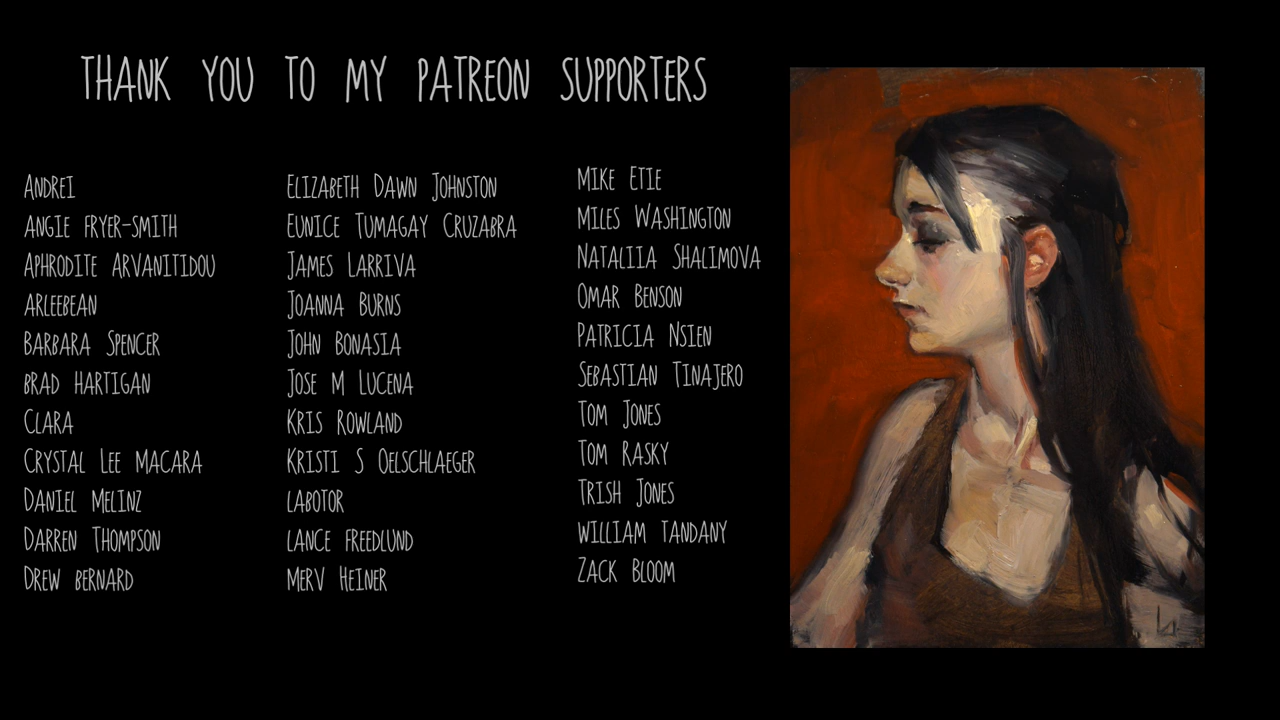 THANK YOU TO MY PATREON SUPPORTERS
ANDREI
ANGIE FRYER-SMITH
APHRODITE ARVANITIDOU
ARLEEBEAN
BARBARA SPENCER
BRAD HARTIGAN
CLARA
CRYSTAL LEE MACARA
DANIEL MELINZ
DARREN THOMPSON
DREW BERNARD
ELIZABETH DAWN JOHNSTON
EUNICE TUMAGAY CRUZABRA
JAMES LARRIVA
JOANNA BURNS
JOHN BONASIA
JOSE M LUCENA
KRIS ROWLAND
KRISTI S OELSCHLAEGER
LABOTOR
LANCE FREEDLUND
MERV HEINER
MIKE ETIE
MILES WASHINGTON
NATALIIA SHALIMOVA
OMAR BENSON
PATRICIA NSIEN
SEBASTIAN TINAJERO
TOM JONES
TOM RASKY
TRISH JONES
WILLIAM TANDANY
ZACK BLOOM